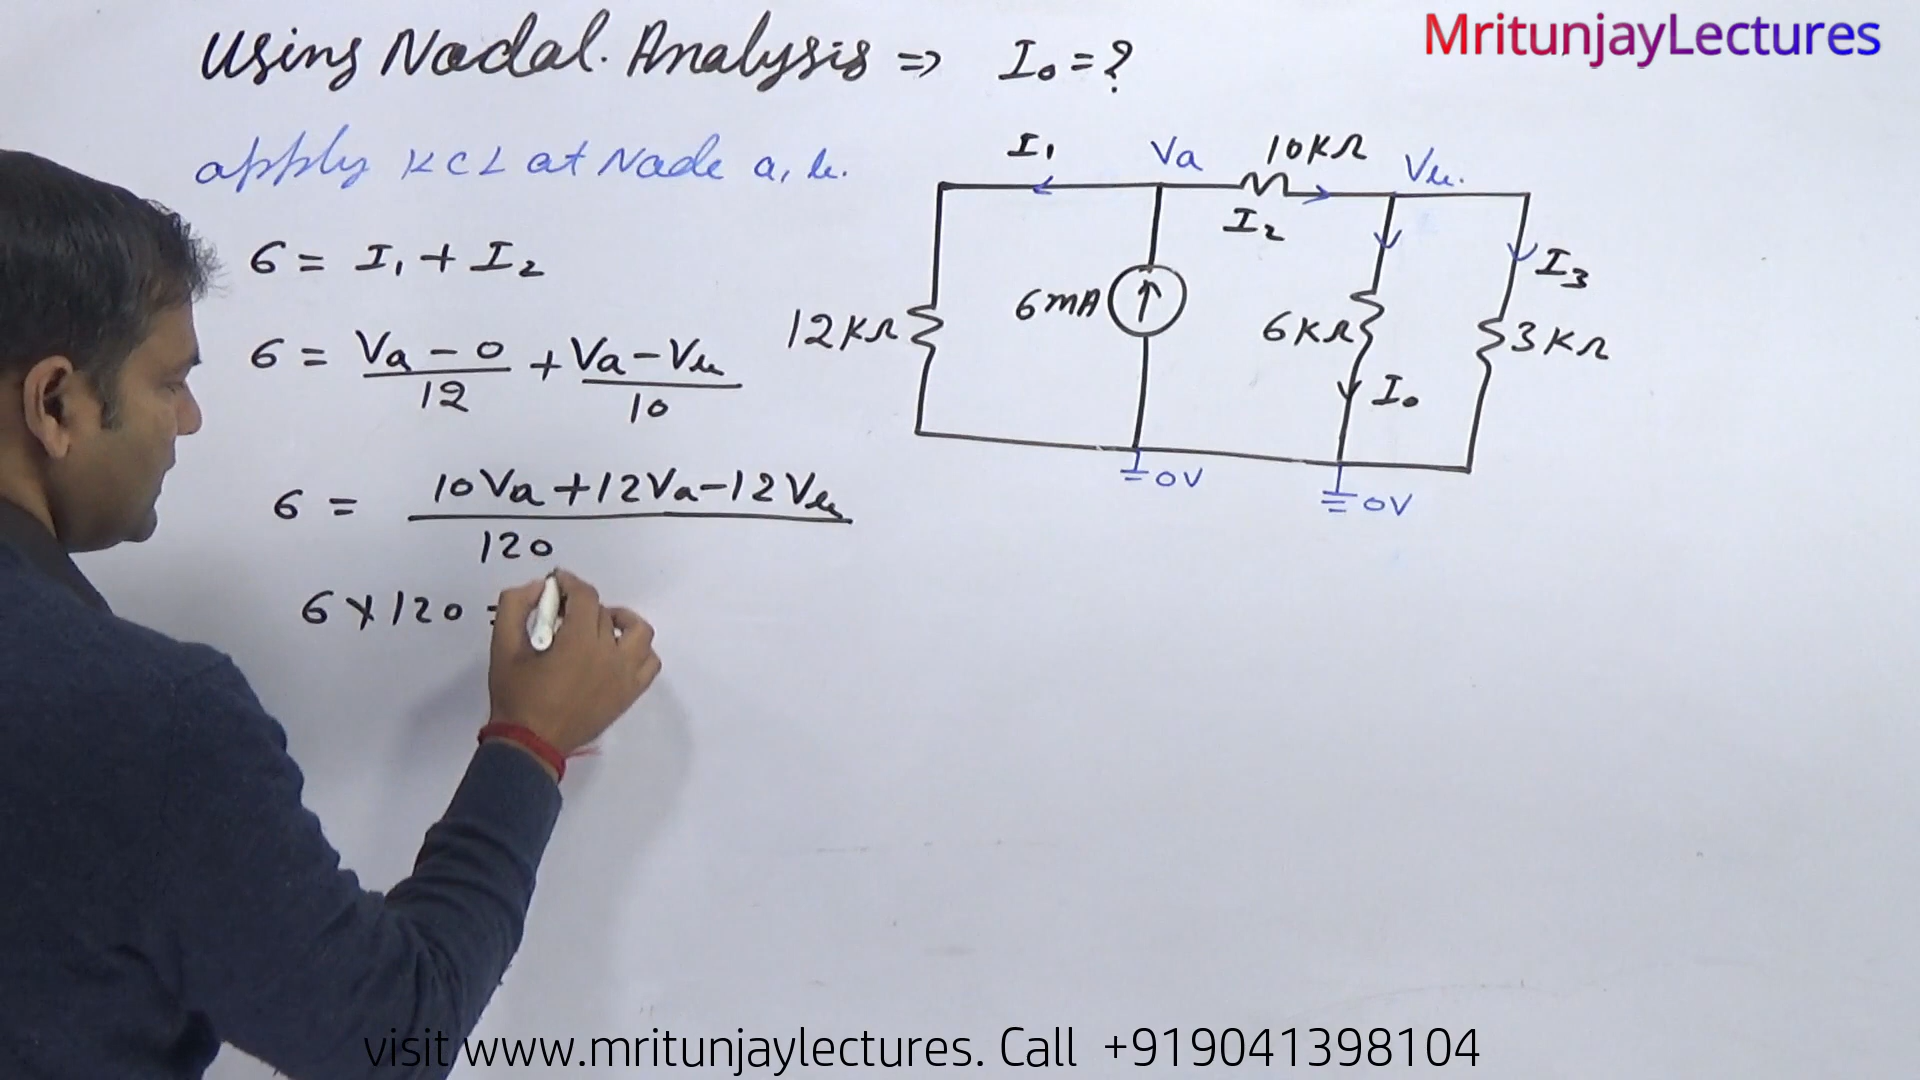 MritunjayLectures
Using Nodal. Analysis ⇒ I₀ = ?
apply KCL at Node a, b.
6 = I₁ + I₂
6 = Va - 0 / 12 + Va - Vb / 10
6 = 10Va + 12Va - 12Vb / 120
6 × 120 =
I₁
Va
10KΩ
Vb.
I₂
I₃
12KΩ
6mA
6KΩ
3KΩ
I₀
0V
0V
visit www.mritunjaylectures. Call +919041398104